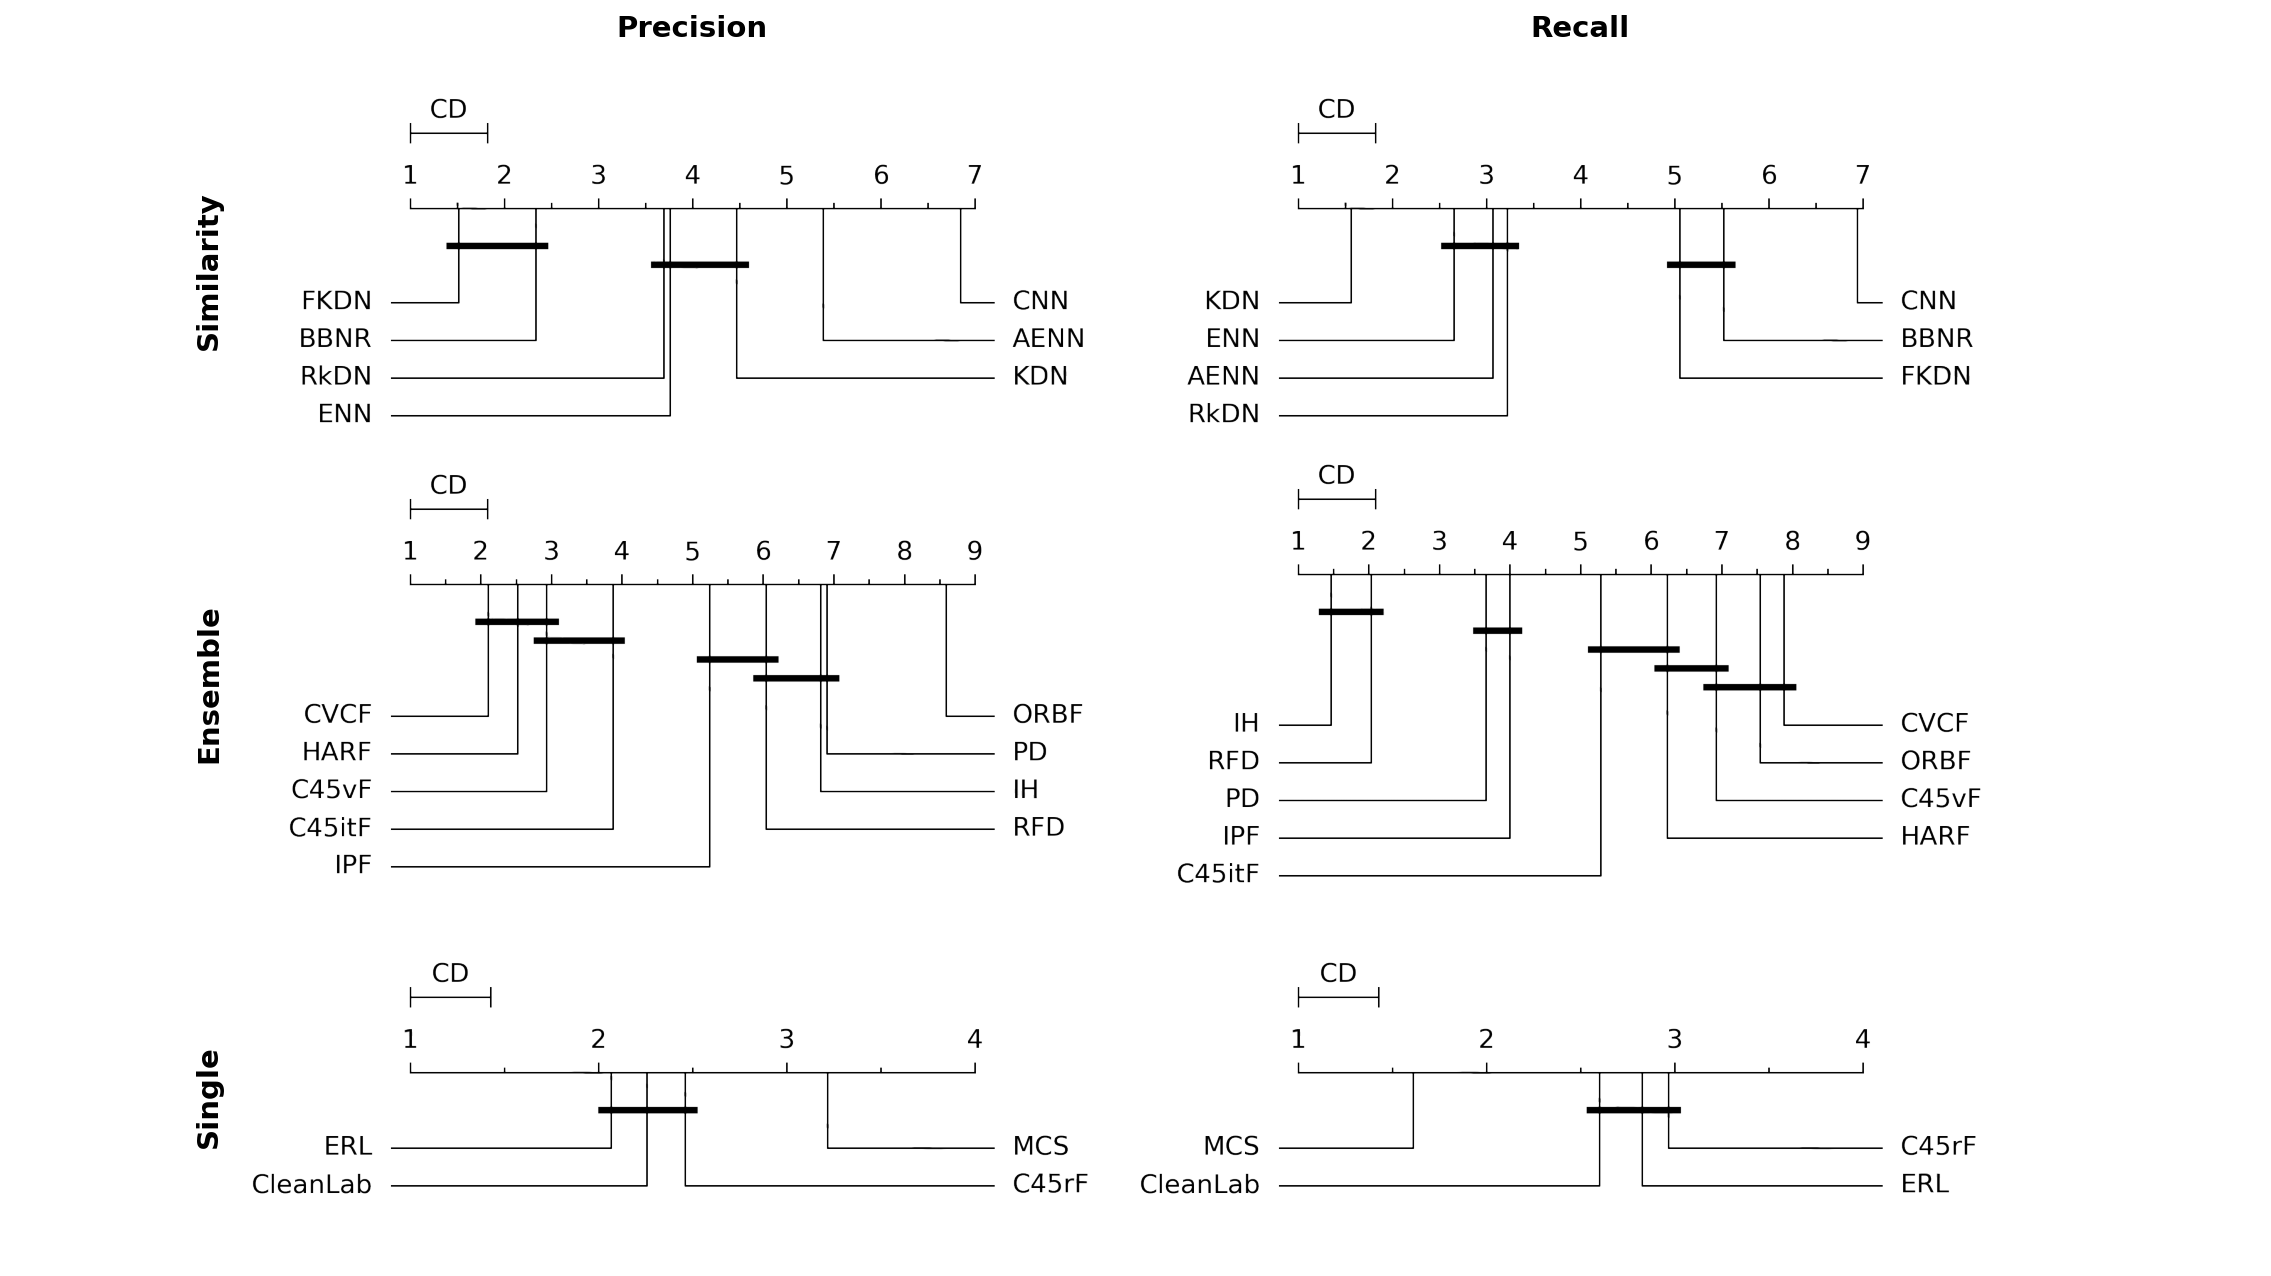 Precision
Recall
Similarity
CD
1 2 3 4 5 6 7
FKDN
BBNR
RkDN
ENN
CNN
AENN
KDN
CD
1 2 3 4 5 6 7
KDN
ENN
AENN
RkDN
CNN
BBNR
FKDN
Ensemble
CD
1 2 3 4 5 6 7 8 9
CVCF
HARF
C45vF
C45itF
IPF
ORBF
PD
IH
RFD
CD
1 2 3 4 5 6 7 8 9
IH
RFD
PD
IPF
C45itF
CVCF
ORBF
C45vF
HARF
Single
CD
1 2 3 4
ERL
CleanLab
MCS
C45rF
CD
1 2 3 4
MCS
CleanLab
C45rF
ERL